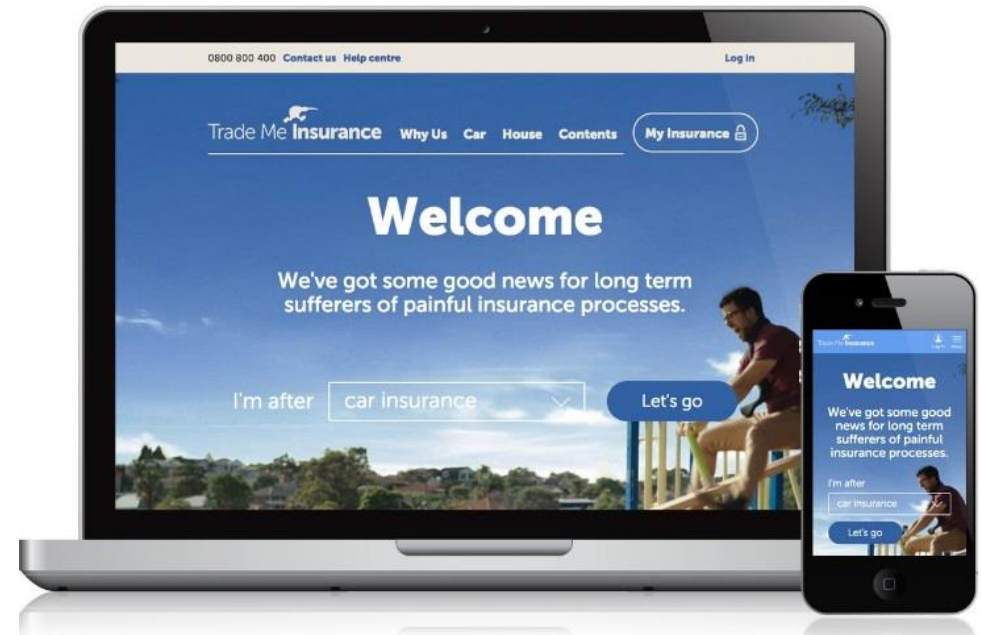 0800 800 400 Contact us Help centre Log in
Trade Me Insurance Why Us Car House Contents My Insurance
Welcome
We've got some good news for long term
sufferers of painful insurance processes.
I'm after car insurance Let's go
Trade Me Insurance
Welcome
We've got some good
news for long term
sufferers of painful
insurance processes.
I'm after
car insurance
Let's go